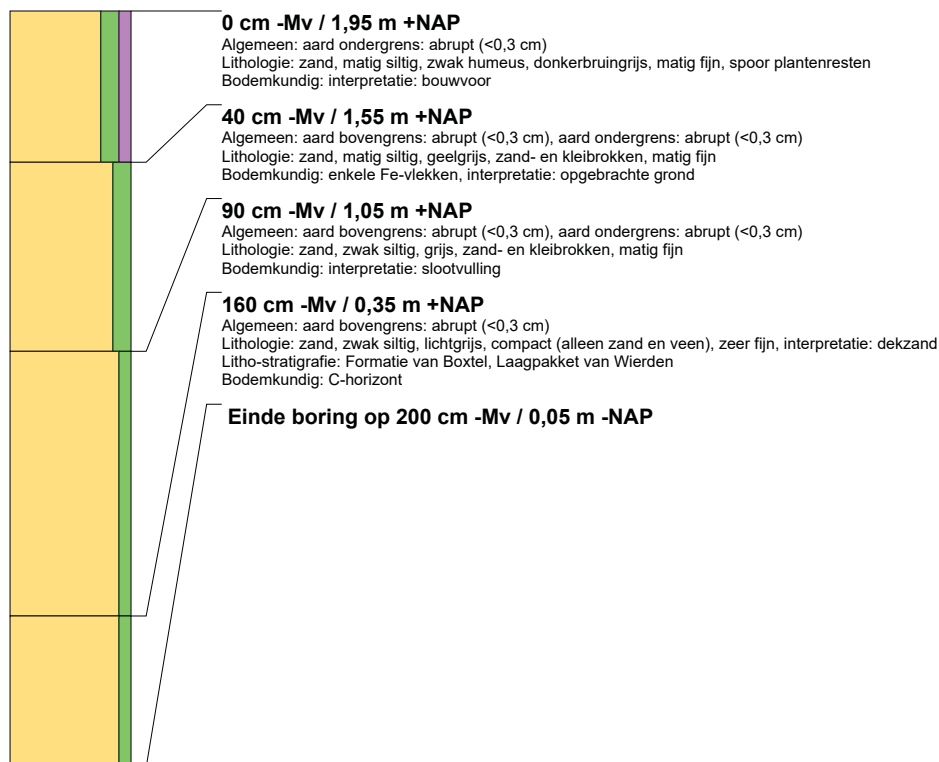 0 cm -Mv / 1,95 m +NAP
Algemeen: aard ondergrens: abrupt (<0,3 cm)
Lithologie: zand, matig siltig, zwak humeus, donkerbruingrijs, matig fijn, spoor plantenresten
Bodemkundig: interpretatie: bouwvoor
40 cm -Mv / 1,55 m +NAP
Algemeen: aard bovengrens: abrupt (<0,3 cm), aard ondergrens: abrupt (<0,3 cm)
Lithologie: zand, matig siltig, geelgrijs, zand- en kleibrokken, matig fijn
Bodemkundig: enkele Fe-vlekken, interpretatie: opgebrachte grond
90 cm -Mv / 1,05 m +NAP
Algemeen: aard bovengrens: abrupt (<0,3 cm), aard ondergrens: abrupt (<0,3 cm)
Lithologie: zand, zwak siltig, grijs, zand- en kleibrokken, matig fijn
Bodemkundig: interpretatie: slootvulling
160 cm -Mv / 0,35 m +NAP
Algemeen: aard bovengrens: abrupt (<0,3 cm)
Lithologie: zand, zwak siltig, lichtgrijs, compact (alleen zand en veen), zeer fijn, interpretatie: dekzand
Litho-stratigrafie: Formatie van Boxtel, Laagpakket van Wierden
Bodemkundig: C-horizont
Einde boring op 200 cm -Mv / 0,05 m -NAP